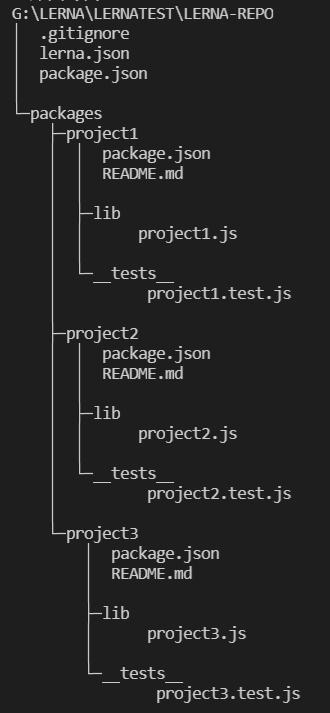 G:\LERNA\LERNATEST\LERNA-REPO
.gitignore
lerna.json
package.json
packages
project1
package.json
README.md
lib
project1.js
__tests__
project1.test.js
project2
package.json
README.md
lib
project2.js
__tests__
project2.test.js
project3
package.json
README.md
lib
project3.js
__tests__
project3.test.js